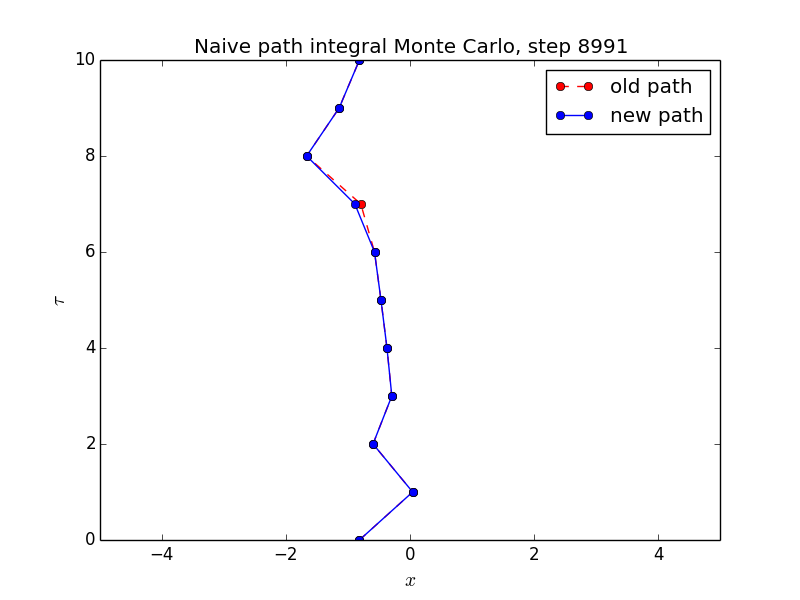 Naive path integral Monte Carlo, step 8991
old path
new path
10
8
6
4
2
0
τ
−4
−2
0
2
4
x